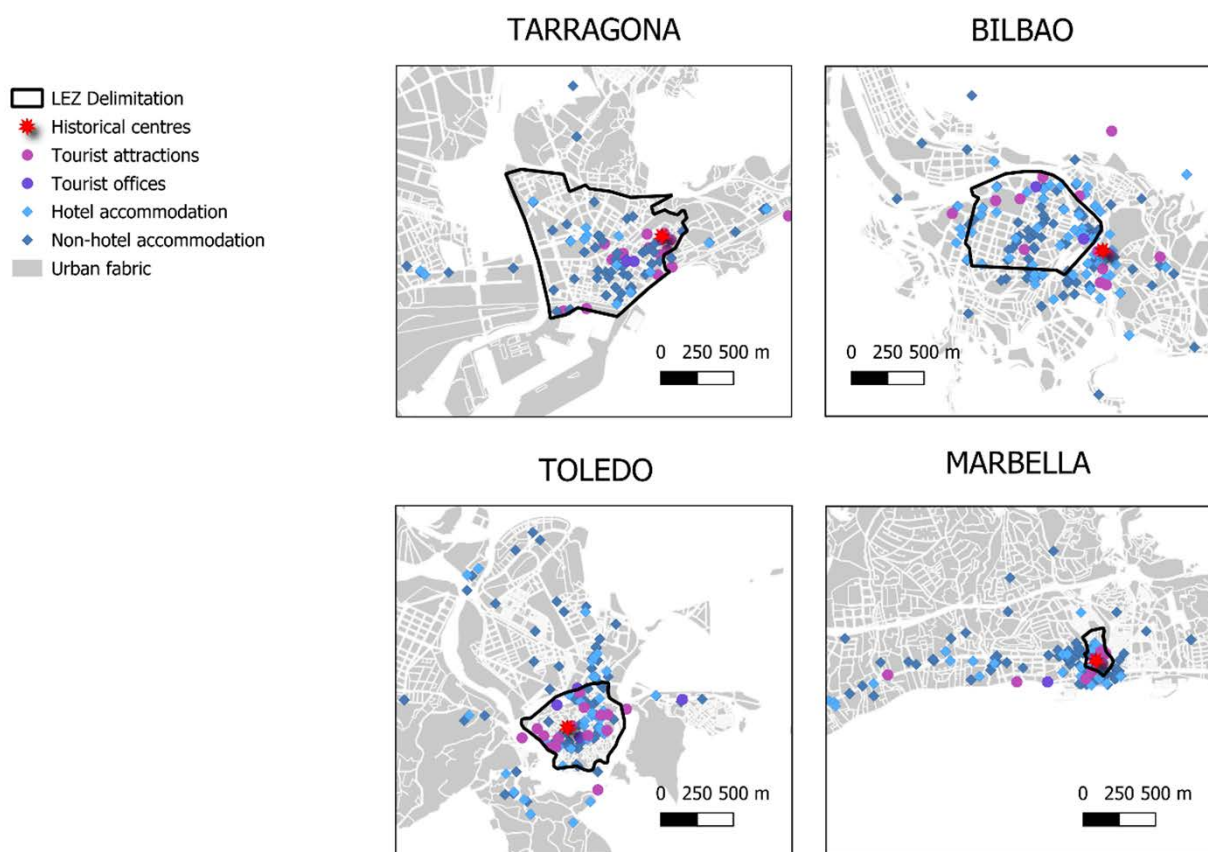 TARRAGONA
BILBAO
LEZ Delimitation
Historical centres
Tourist attractions
Tourist offices
Hotel accommodation
Non-hotel accommodation
Urban fabric
0 250 500 m
0 250 500 m
TOLEDO
MARBELLA
0 250 500 m
0 250 500 m